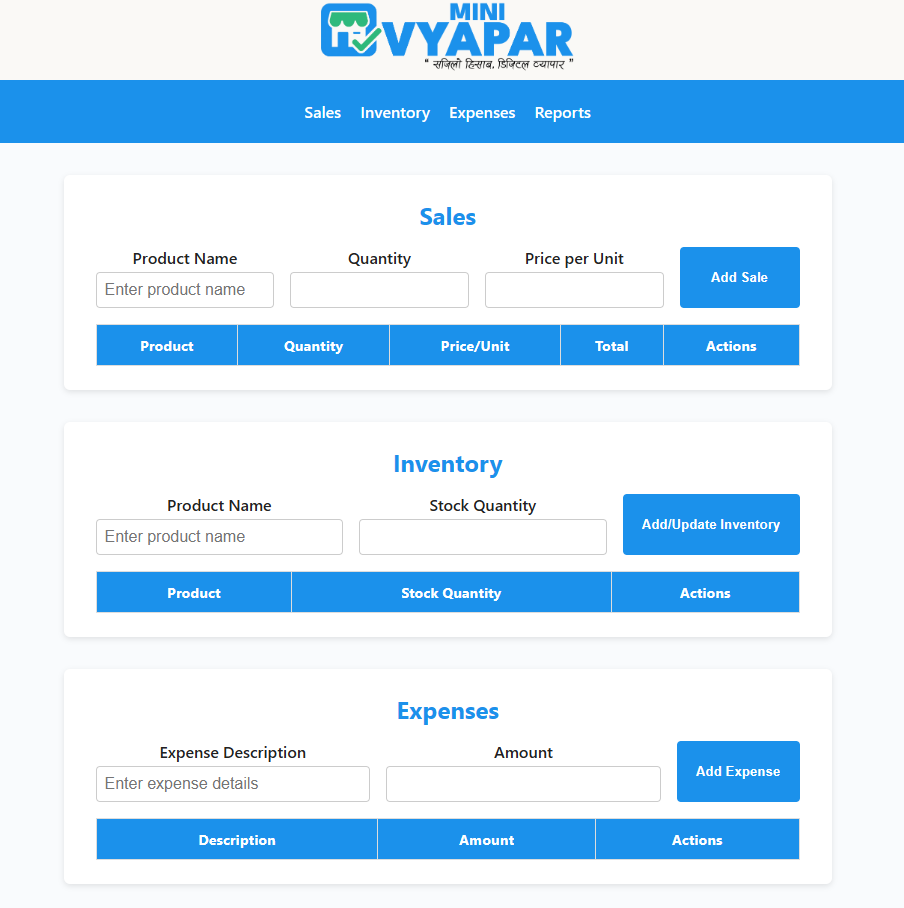 MINI
VYAPAR
“ सजिलो हिसाब, डिजिटल व्यापार ”
Sales Inventory Expenses Reports
Sales
Product Name Quantity Price per Unit
Enter product name
Add Sale
Product Quantity Price/Unit Total Actions
Inventory
Product Name Stock Quantity
Enter product name
Add/Update Inventory
Product Stock Quantity Actions
Expenses
Expense Description Amount
Enter expense details
Add Expense
Description Amount Actions